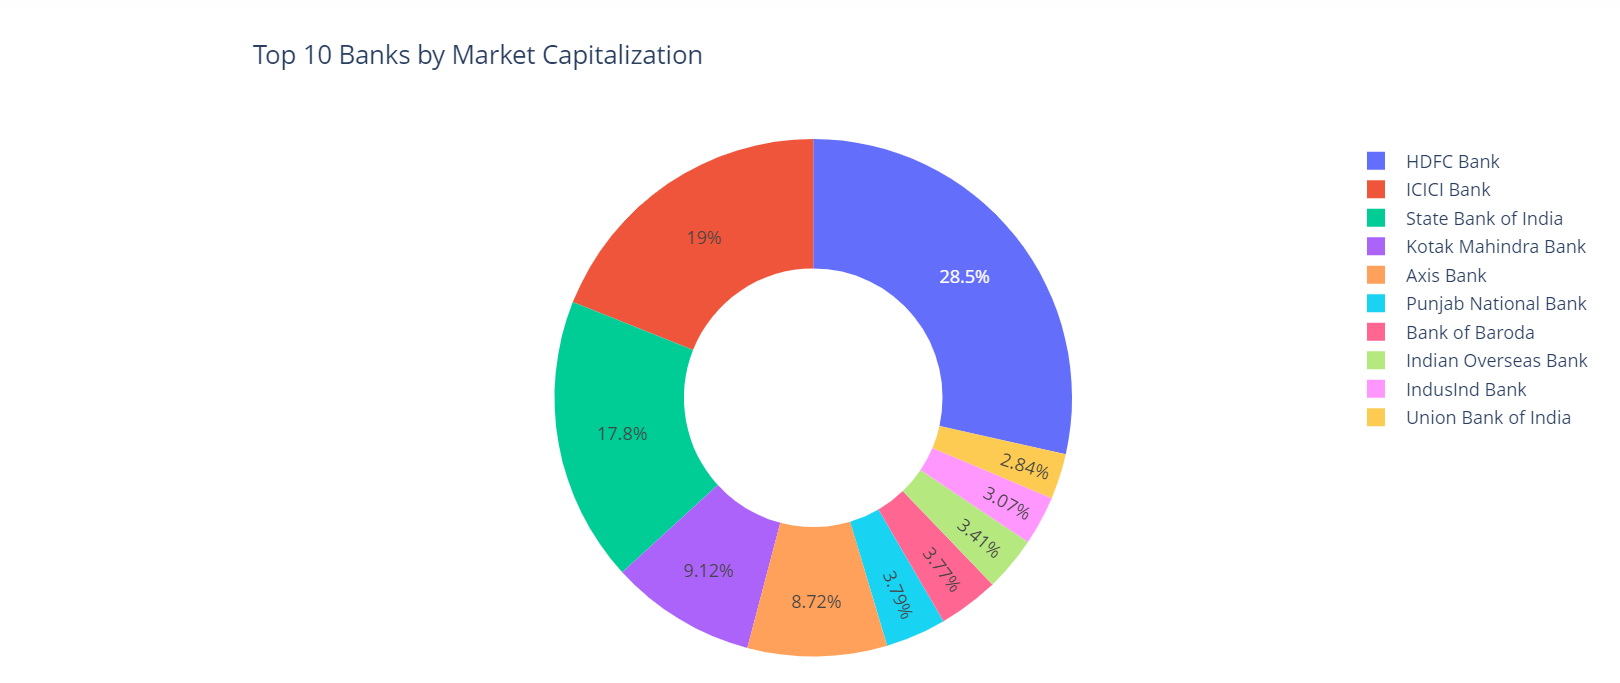 Top 10 Banks by Market Capitalization
19%
28.5%
17.8%
9.12%
8.72%
3.79%
3.77%
3.41%
3.07%
2.84%
HDFC Bank
ICICI Bank
State Bank of India
Kotak Mahindra Bank
Axis Bank
Punjab National Bank
Bank of Baroda
Indian Overseas Bank
IndusInd Bank
Union Bank of India